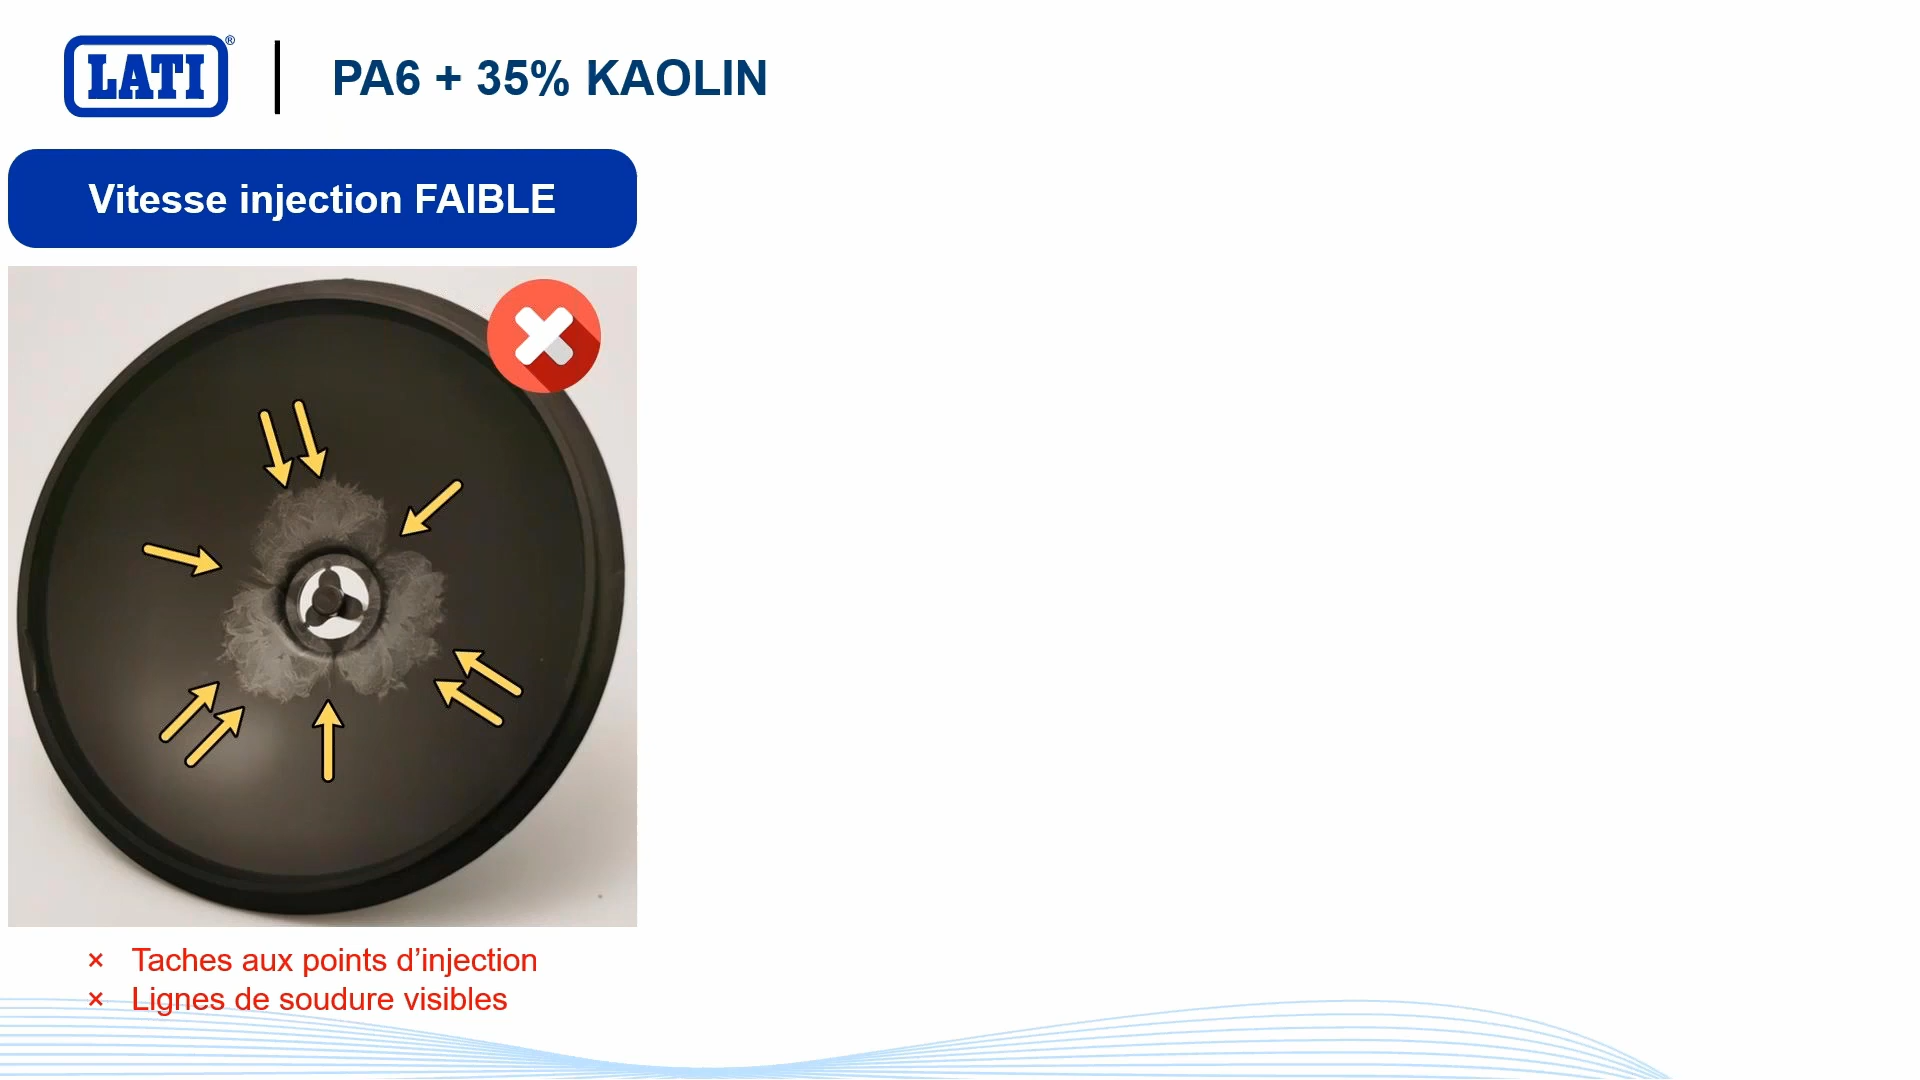 LATI®
PA6 + 35% KAOLIN
Vitesse injection FAIBLE
× Taches aux points d’injection
× Lignes de soudure visibles